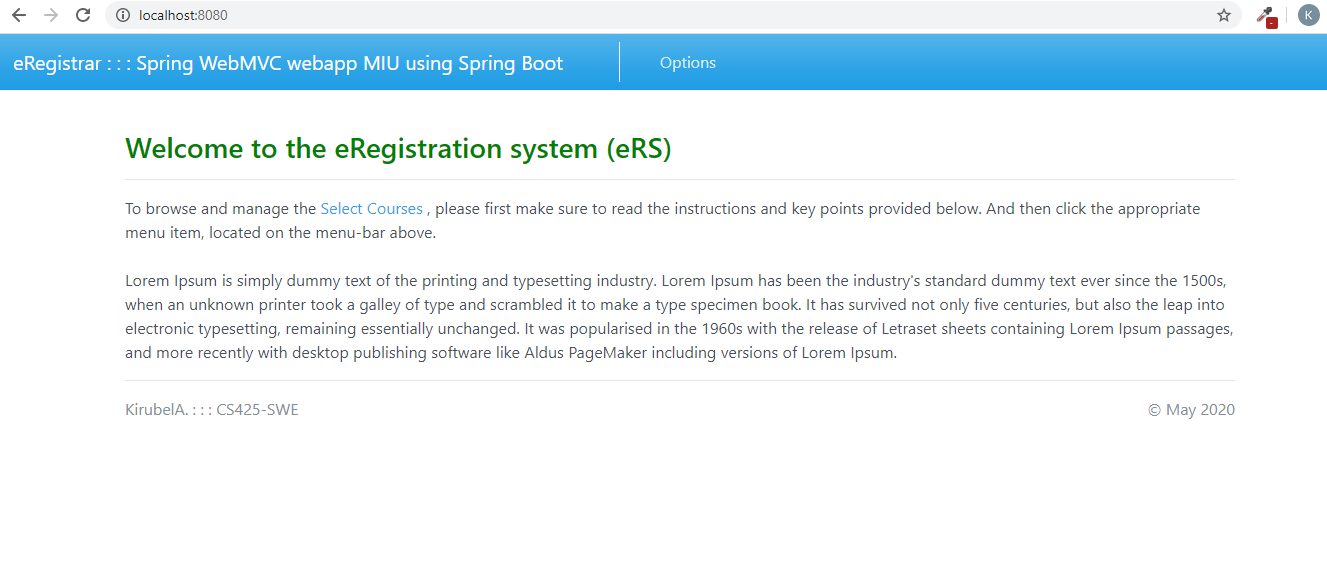 localhost:8080
K
eRegistrar : : : Spring WebMVC webapp MIU using Spring Boot
Options
Welcome to the eRegistration system (eRS)
To browse and manage the Select Courses , please first make sure to read the instructions and key points provided below. And then click the appropriate
menu item, located on the menu-bar above.
Lorem Ipsum is simply dummy text of the printing and typesetting industry. Lorem Ipsum has been the industry's standard dummy text ever since the 1500s,
when an unknown printer took a galley of type and scrambled it to make a type specimen book. It has survived not only five centuries, but also the leap into
electronic typesetting, remaining essentially unchanged. It was popularised in the 1960s with the release of Letraset sheets containing Lorem Ipsum passages,
and more recently with desktop publishing software like Aldus PageMaker including versions of Lorem Ipsum.
KirubelA. : : : CS425-SWE
© May 2020